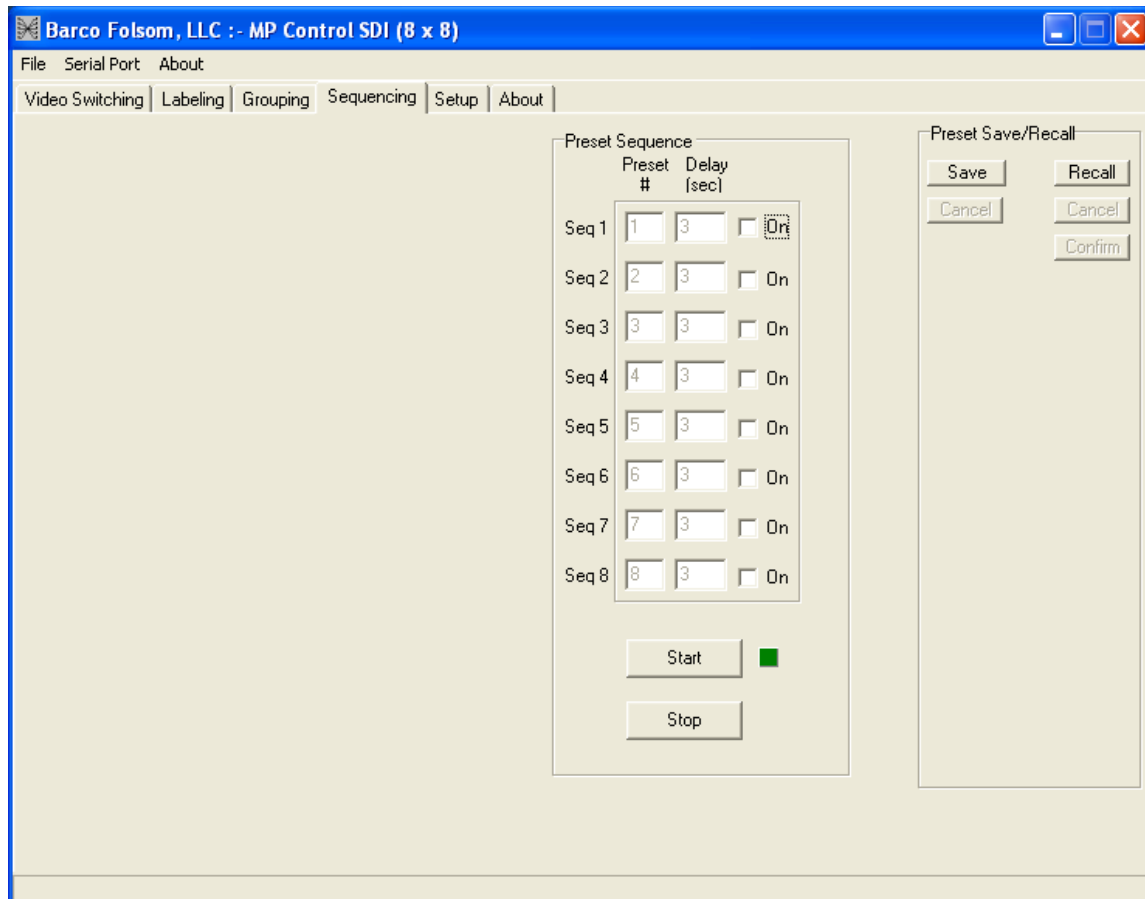 Barco Folsom, LLC :- MP Control SDI (8 x 8)
File Serial Port About
Video Switching Labeling Grouping Sequencing Setup About
Preset Sequence
Preset # Delay (sec)
Seq 1 1 3 On
Seq 2 2 3 On
Seq 3 3 3 On
Seq 4 4 3 On
Seq 5 5 3 On
Seq 6 6 3 On
Seq 7 7 3 On
Seq 8 8 3 On
Start
Stop
Preset Save/Recall
Save Recall
Cancel Cancel
Confirm